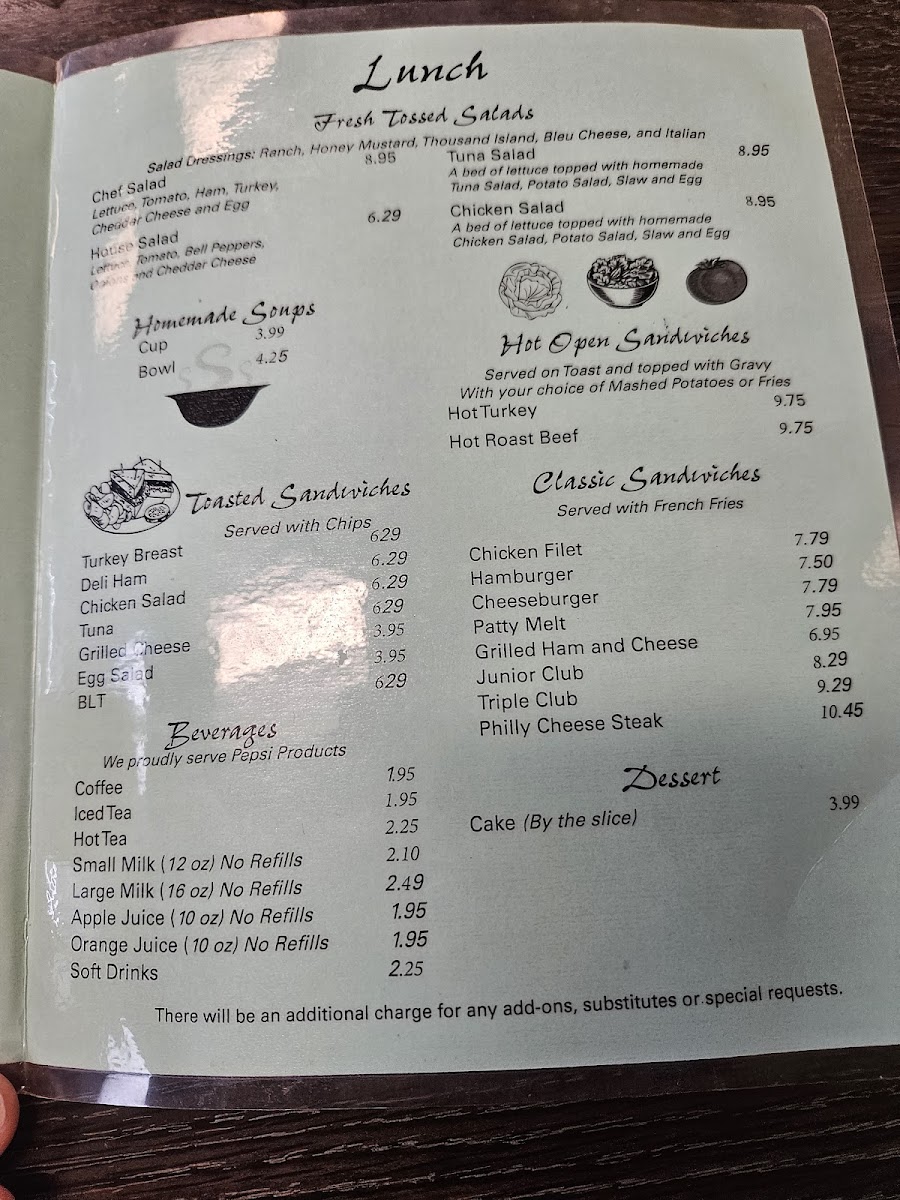 Lunch
Fresh Tossed Salads
Salad Dressings: Ranch, Honey Mustard, Thousand Island, Bleu Cheese, and Italian
Chef Salad 8.95
Lettuce, Tomato, Ham, Turkey,
Cheddar Cheese and Egg
House Salad 6.29
Lettuce, Tomato, Bell Peppers,
Onions and Cheddar Cheese
Tuna Salad 8.95
A bed of lettuce topped with homemade
Tuna Salad, Potato Salad, Slaw and Egg
Chicken Salad 8.95
A bed of lettuce topped with homemade
Chicken Salad, Potato Salad, Slaw and Egg
Homemade Soups
Cup 3.99
Bowl 4.25
Hot Open Sandwiches
Served on Toast and topped with Gravy
With your choice of Mashed Potatoes or Fries
Hot Turkey 9.75
Hot Roast Beef 9.75
Toasted Sandwiches
Served with Chips
Turkey Breast 629
Deli Ham 6.29
Chicken Salad 6.29
Tuna 629
Grilled Cheese 3.95
Egg Salad 3.95
BLT 629
Classic Sandwiches
Served with French Fries
Chicken Filet 7.79
Hamburger 7.50
Cheeseburger 7.79
Patty Melt 7.95
Grilled Ham and Cheese 6.95
Junior Club 8.29
Triple Club 9.29
Philly Cheese Steak 10.45
Beverages
We proudly serve Pepsi Products
Coffee 1.95
Iced Tea 1.95
Hot Tea 2.25
Small Milk (12 oz) No Refills 2.10
Large Milk (16 oz) No Refills 2.49
Apple Juice (10 oz) No Refills 1.95
Orange Juice (10 oz) No Refills 1.95
Soft Drinks 2.25
Dessert
Cake (By the slice) 3.99
There will be an additional charge for any add-ons, substitutes or special requests.